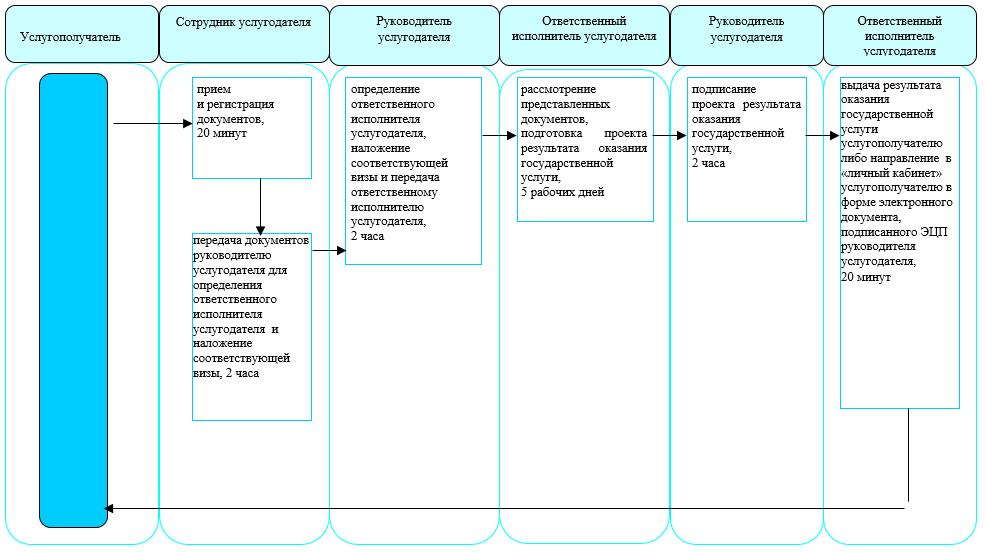 Услугополучатель
Сотрудник услугодателя
Руководитель
услугодателя
Ответственный
исполнитель услугодателя
Руководитель
услугодателя
Ответственный
исполнитель
услугодателя
прием
и регистрация
документов,
20 минут
передача документов
руководителю
услугодателя для
определения
ответственного
исполнителя
услугодателя и
наложение
соответствующей
визы, 2 часа
определение
ответственного
исполнителя
услугодателя,
наложение
соответствующей
визы и передача
ответственному
исполнителю
услугодателя,
2 часа
рассмотрение
представленных
документов,
подготовка проекта
результата оказания
государственной
услуги,
5 рабочих дней
подписание
проекта результата
оказания
государственной
услуги,
2 часа
выдача результата
оказания
государственной
услуги
услугополучателю
либо направление в
«личный кабинет»
услугополучателю в
форме электронного
документа,
подписанного ЭЦП
руководителя
услугодателя,
20 минут